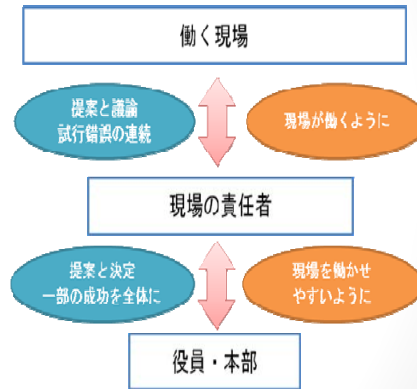 働く現場
提案と議論
試行錯誤の連続
現場が働くように
現場の責任者
提案と決定
一部の成功を全体に
現場を働かせ
やすいように
役員・本部